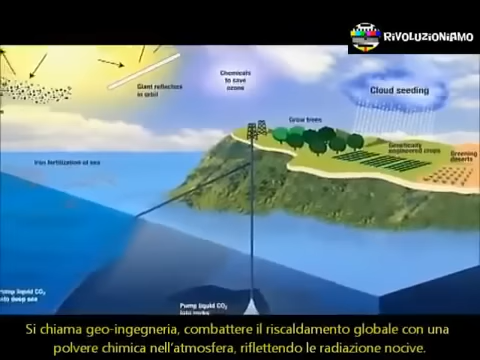 RiVOLUZIONIAMO
Giant reflectors
in orbit
Chemicals
to save
ozone
Cloud seeding
Grow trees
Genetically
engineered crops
Greening
deserts
Iron fertilization of sea
Pump liquid CO₂
into deep sea
Pump liquid CO₂
into rocks
Si chiama geo-ingegneria, combattere il riscaldamento globale con una
polvere chimica nell'atmosfera, riflettendo le radiazione nocive.